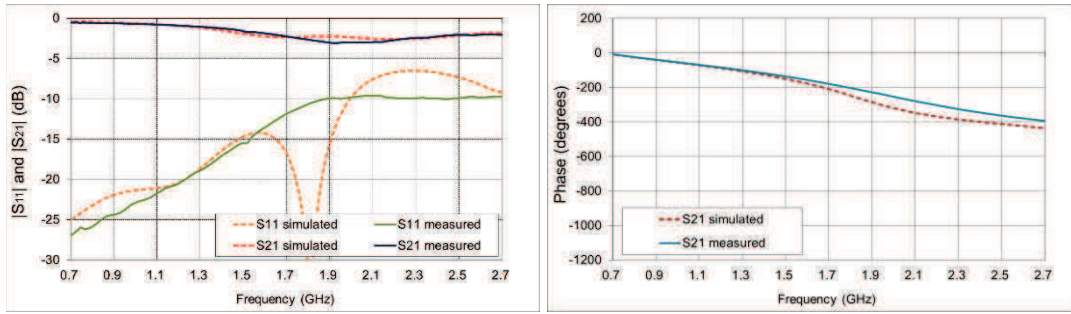 |S11| and |S21| (dB)
0
-5
-10
-15
-20
-25
-30
S11 simulated
S11 measured
S21 simulated
S21 measured
0.7 0.9 1.1 1.3 1.5 1.7 1.9 2.1 2.3 2.5 2.7
Frequency (GHz)
Phase (degrees)
200
0
-200
-400
-600
-800
-1000
-1200
S21 simulated
S21 measured
0.7 0.9 1.1 1.3 1.5 1.7 1.9 2.1 2.3 2.5 2.7
Frequency (GHz)